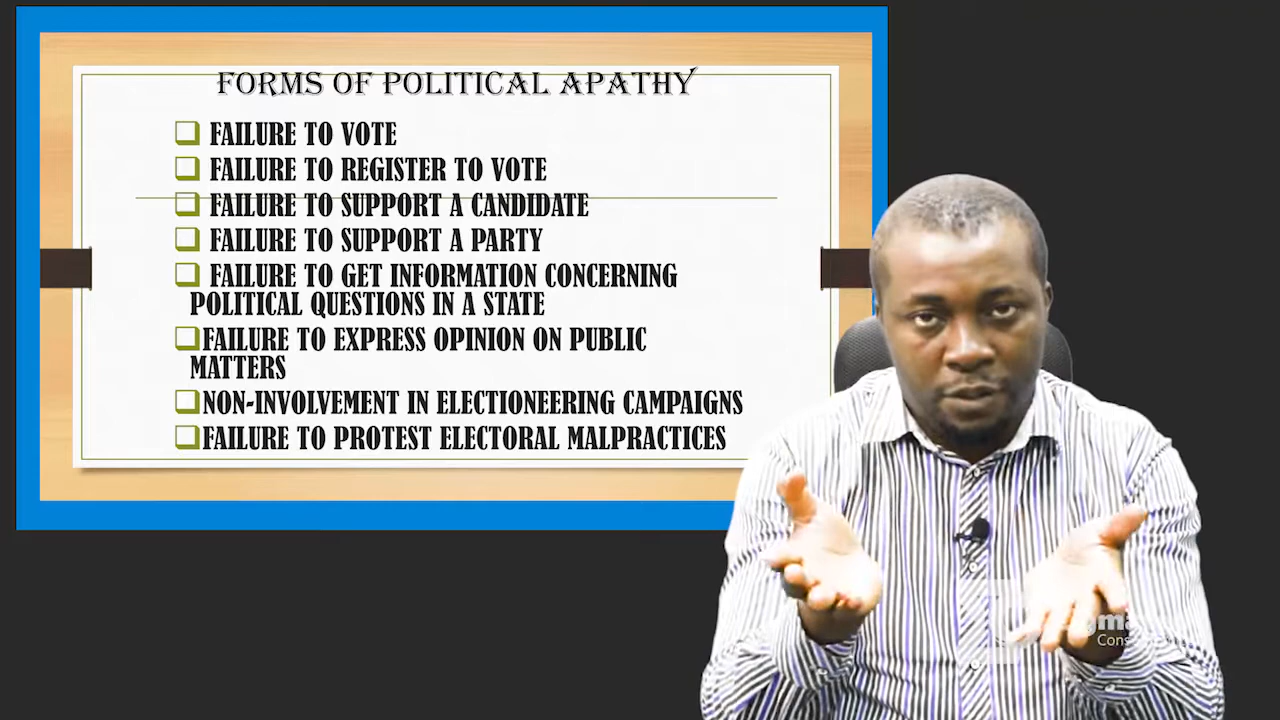 FORMS OF POLITICAL APATHY
FAILURE TO VOTE
FAILURE TO REGISTER TO VOTE
FAILURE TO SUPPORT A CANDIDATE
FAILURE TO SUPPORT A PARTY
FAILURE TO GET INFORMATION CONCERNING
POLITICAL QUESTIONS IN A STATE
FAILURE TO EXPRESS OPINION ON PUBLIC
MATTERS
NON-INVOLVEMENT IN ELECTIONEERING CAMPAIGNS
FAILURE TO PROTEST ELECTORAL MALPRACTICES